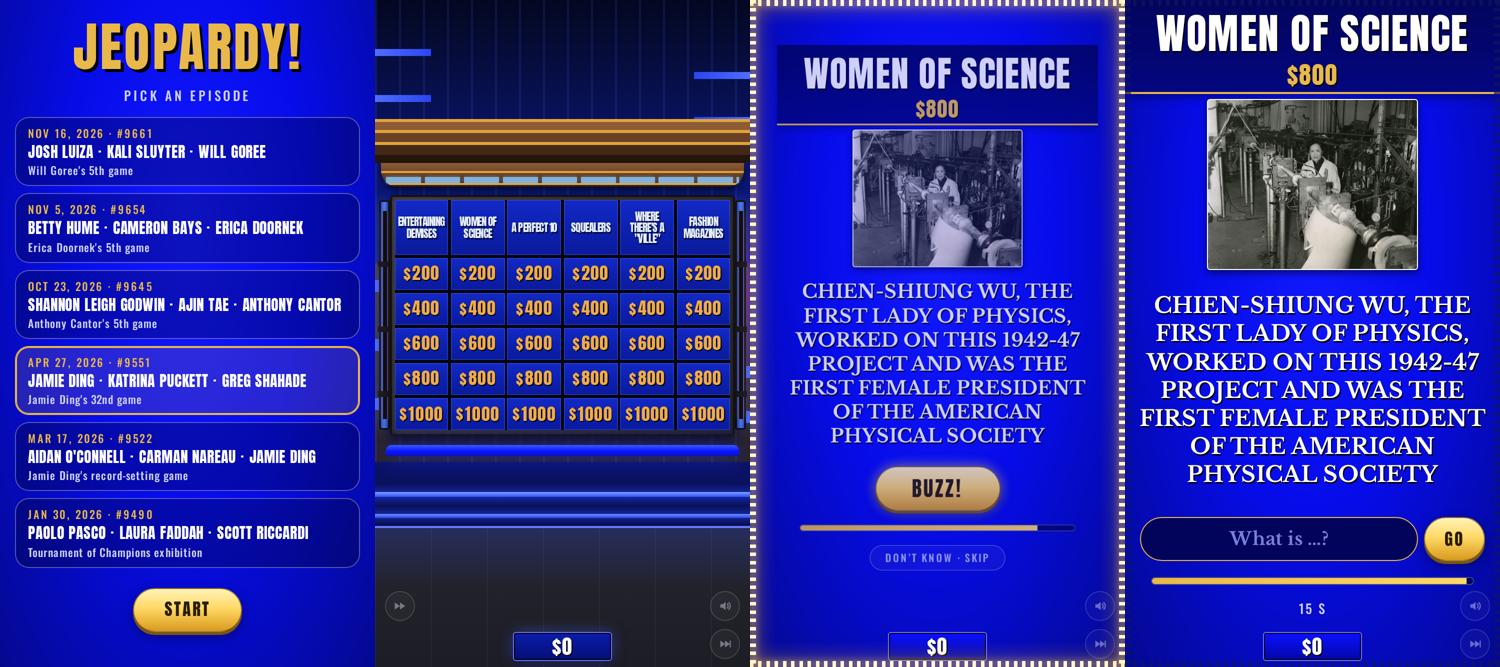 JEOPARDY!
PICK AN EPISODE
NOV 16, 2026 · #9661
JOSH LUIZA · KALI SLUYTER · WILL GOREE
Will Goree's 5th game
NOV 5, 2026 · #9654
BETTY HUME · CAMERON BAYS · ERICA DOORNEK
Erica Doornek's 5th game
OCT 23, 2026 · #9645
SHANNON LEIGH GODWIN · AJIN TAE · ANTHONY CANTOR
Anthony Cantor's 5th game
APR 27, 2026 · #9551
JAMIE DING · KATRINA PUCKETT · GREG SHAHADE
Jamie Ding's 32nd game
MAR 17, 2026 · #9522
AIDAN O'CONNELL · CARMAN NAREAU · JAMIE DING
Jamie Ding's record-setting game
JAN 30, 2026 · #9490
PAOLO PASCO · LAURA FADDAH · SCOTT RICCARDI
Tournament of Champions exhibition
START
ENTERTAINING DEMISES
WOMEN OF SCIENCE
A PERFECT 10
SQUEALERS
WHERE THERE'S A "VILLE"
FASHION MAGAZINES
$200 $200 $200 $200 $200 $200
$400 $400 $400 $400 $400 $400
$600 $600 $600 $600 $600 $600
$800 $800 $800 $800 $800 $800
$1000 $1000 $1000 $1000 $1000 $1000
$0
WOMEN OF SCIENCE
$800
CHIEN-SHIUNG WU, THE
FIRST LADY OF PHYSICS,
WORKED ON THIS 1942-47
PROJECT AND WAS THE
FIRST FEMALE PRESIDENT
OF THE AMERICAN
PHYSICAL SOCIETY
BUZZ!
DON'T KNOW · SKIP
$0
WOMEN OF SCIENCE
$800
CHIEN-SHIUNG WU, THE
FIRST LADY OF PHYSICS,
WORKED ON THIS 1942-47
PROJECT AND WAS THE
FIRST FEMALE PRESIDENT
OF THE AMERICAN
PHYSICAL SOCIETY
What is ...?
GO
15 S
$0